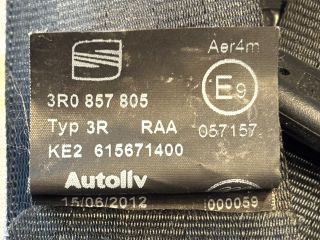 Aer4m
E9
3R0 857 805
Typ 3R RAA 057157
KE2 615671400
Autoliv
15/06/2012 000059